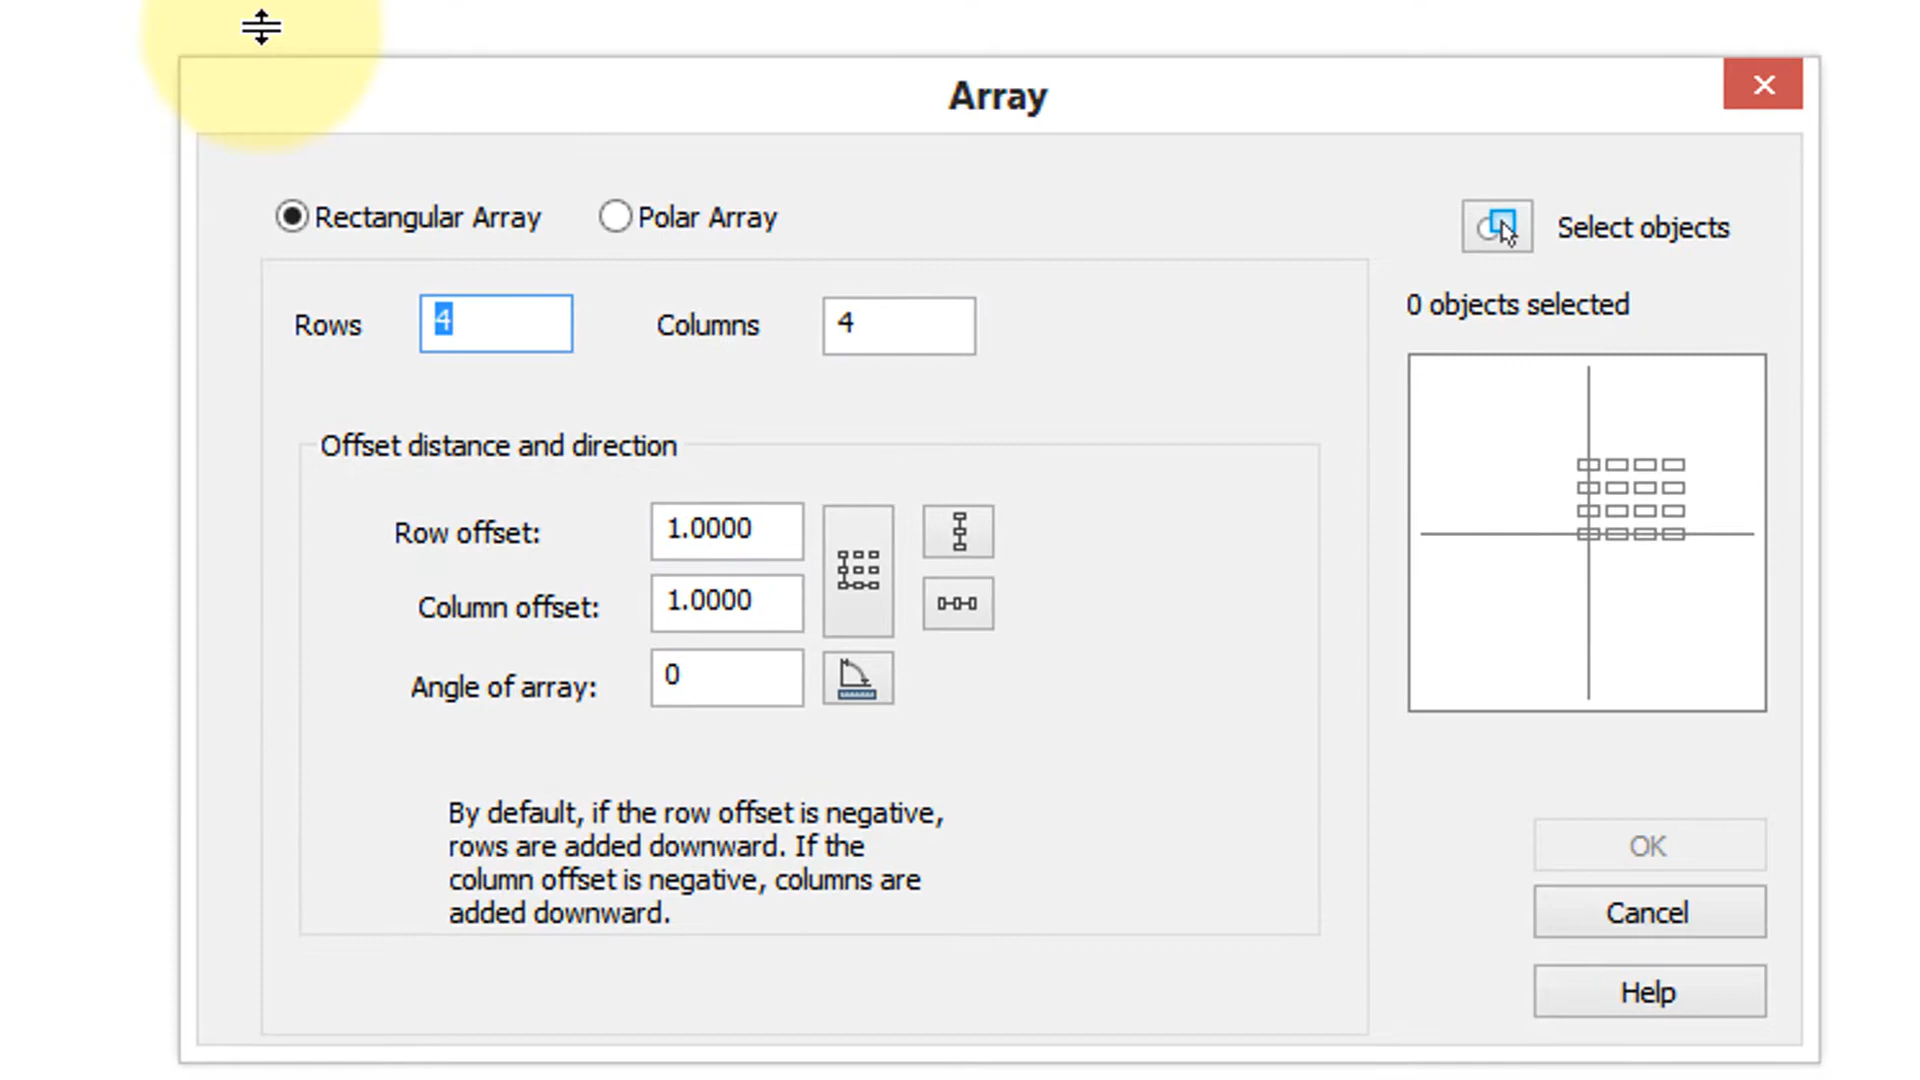 Array
Rectangular Array
Polar Array
Select objects
0 objects selected
Rows 4 Columns 4
Offset distance and direction
Row offset: 1.0000
Column offset: 1.0000
Angle of array: 0
By default, if the row offset is negative,
rows are added downward. If the
column offset is negative, columns are
added downward.
OK
Cancel
Help